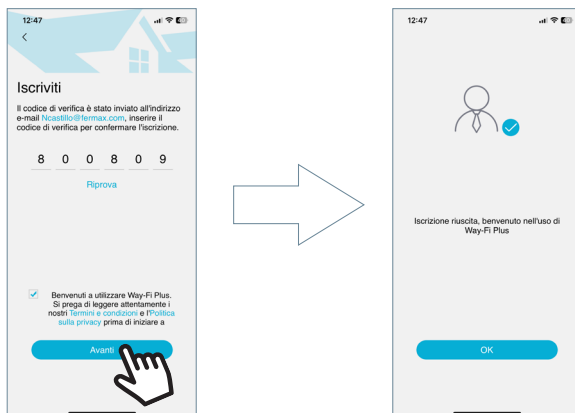 12:47
Iscriviti
Il codice di verifica è stato inviato all'indirizzo
e-mail Ncastillo@fermax.com, inserire il
codice di verifica per confermare l'iscrizione.
8 0 0 8 0 9
Riprova
Benvenuti a utilizzare Way-Fi Plus.
Si prega di leggere attentamente i
nostri Termini e condizioni e l'Politica
sulla privacy prima di iniziare a
Avanti
12:47
Iscrizione riuscita, benvenuto nell'uso di
Way-Fi Plus
OK